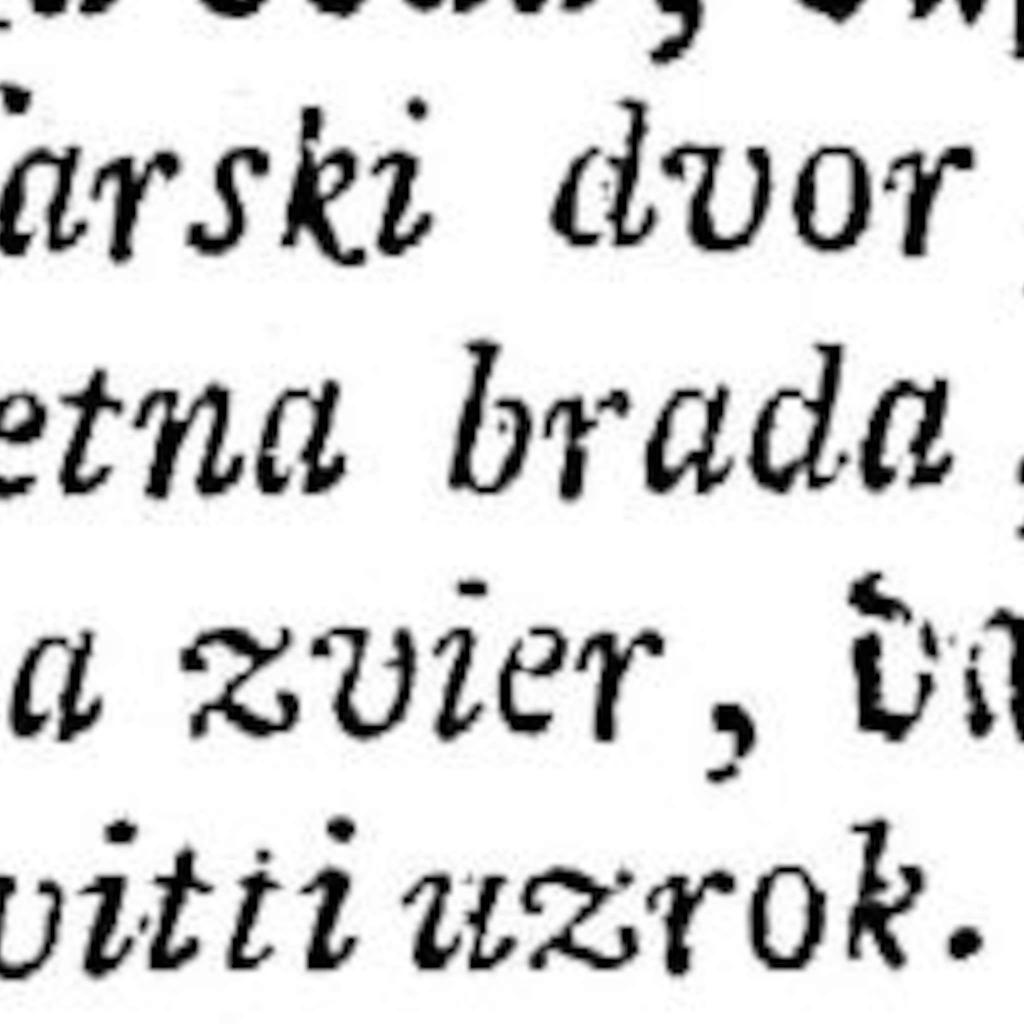 arski dvor
etna brada,
a zvier,
vitti uzrok.